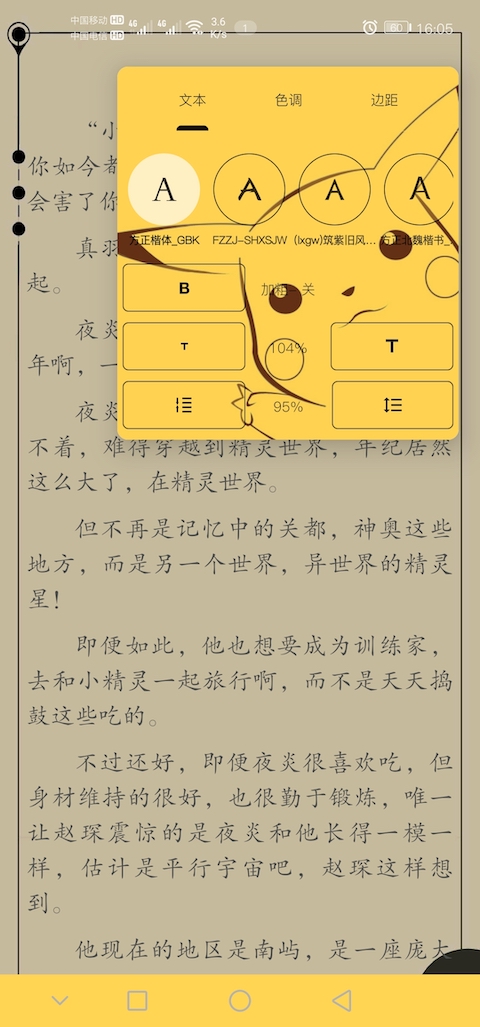 中国移动 HD 4G 4G 3.6 K/s 1 60 16:05
中国电信 HD
文本 色调 边距
A A A A
方正楷体_GBK FZZJ-SHXSJW (lxgw)筑紫旧风... 方正北魏楷书_
B 加粗 - 关
T 104% T
95%
“小
你如今者
会害了你
真羽
起。
夜炎
年啊，一
夜炎
不着，难得穿越到精灵世界，年纪居然
这么大了，在精灵世界。
但不再是记忆中的关都，神奥这些
地方，而是另一个世界，异世界的精灵
星！
即便如此，他也想要成为训练家，
去和小精灵一起旅行啊，而不是天天捣
鼓这些吃的。
不过还好，即便夜炎很喜欢吃，但
身材维持的很好，也很勤于锻炼，唯一
让赵琛震惊的是夜炎和他长得一模一
样，估计是平行宇宙吧，赵琛这样想
到。
他现在的地区是南屿，是一座庞大